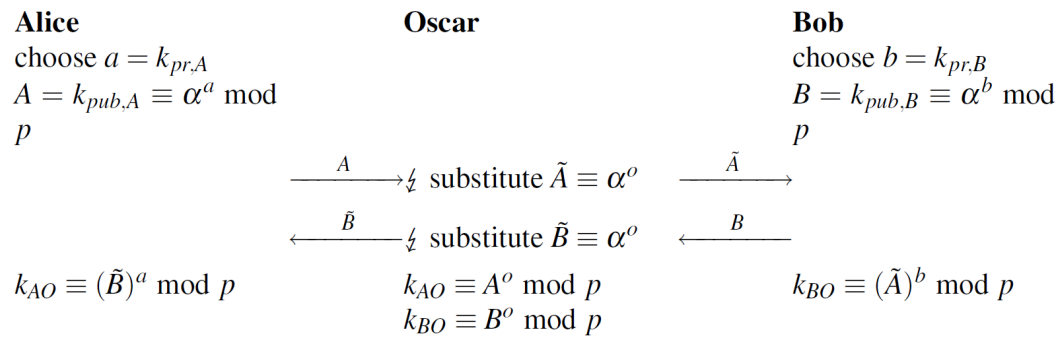 Alice Oscar Bob
choose a = k_{pr,A} choose b = k_{pr,B}
A = k_{pub,A} ≡ α^a mod B = k_{pub,B} ≡ α^b mod
p p
A ↯ substitute Ã ≡ α^o Ã
B̃ ↯ substitute B̃ ≡ α^o B
k_{AO} ≡ (B̃)^a mod p k_{AO} ≡ A^o mod p k_{BO} ≡ (Ã)^b mod p
k_{BO} ≡ B^o mod p